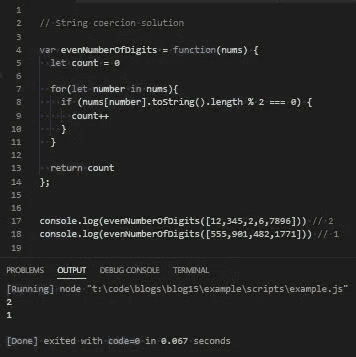 1
2 // String coercion solution
3
4 var evenNumberOfDigits = function(nums) {
5 let count = 0
6
7 for(let number in nums){
8 if (nums[number].toString().length % 2 === 0) {
9 count++
10 }
11 }
12
13 return count
14 };
15
16
17 console.log(evenNumberOfDigits([12,345,2,6,7896])) // 2
18 console.log(evenNumberOfDigits([555,901,482,1771])) // 1
19
PROBLEMS OUTPUT DEBUG CONSOLE TERMINAL
[Running] node "t:\code\blogs\blog15\example\scripts\example.js"
2
1
[Done] exited with code=0 in 0.067 seconds